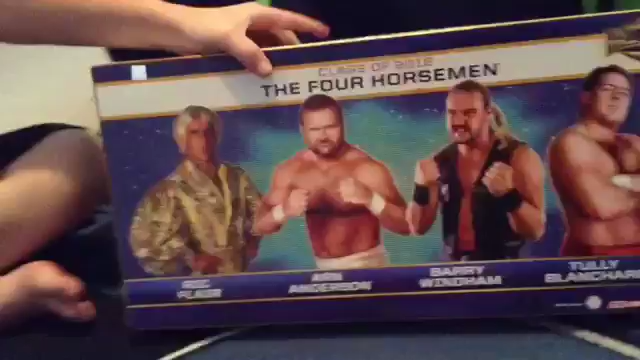 CLASS OF 2012
THE FOUR HORSEMEN
RIC
FLAIR
ARN
ANDERSON
BARRY
WINDHAM
TULLY
BLANCHARD